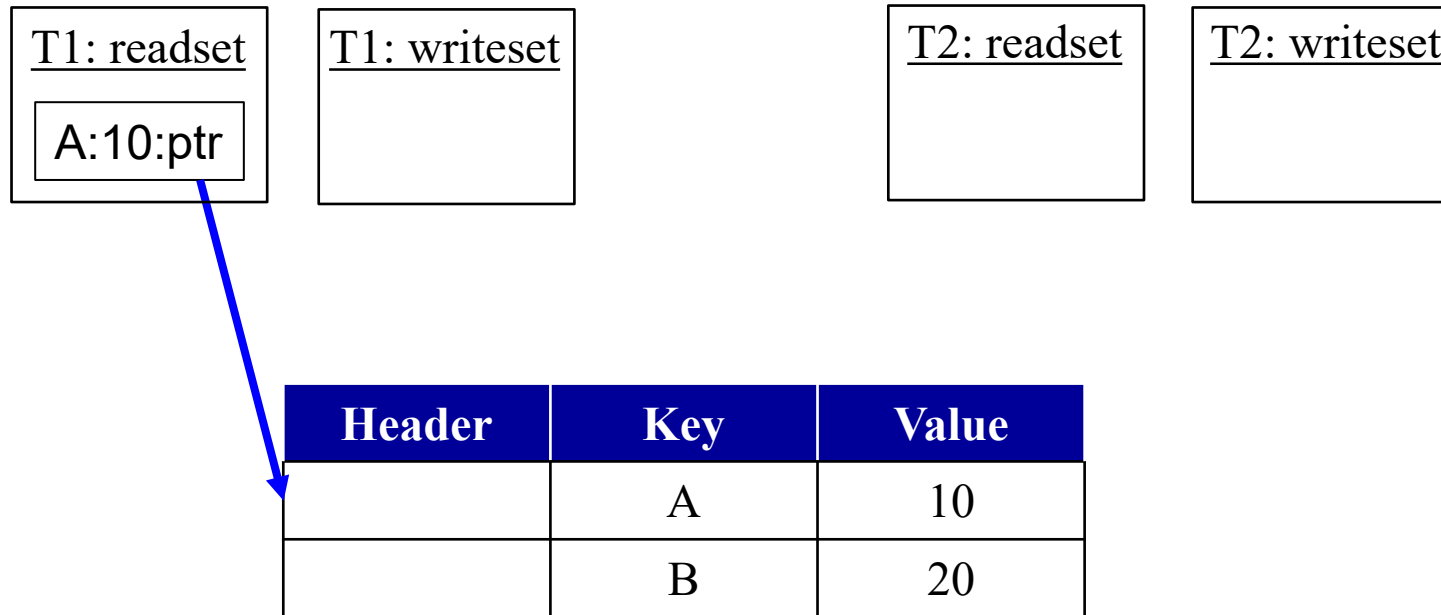 T1: readset
T1: writeset
T2: readset
T2: writeset
A:10:ptr
Header Key Value
A 10
B 20